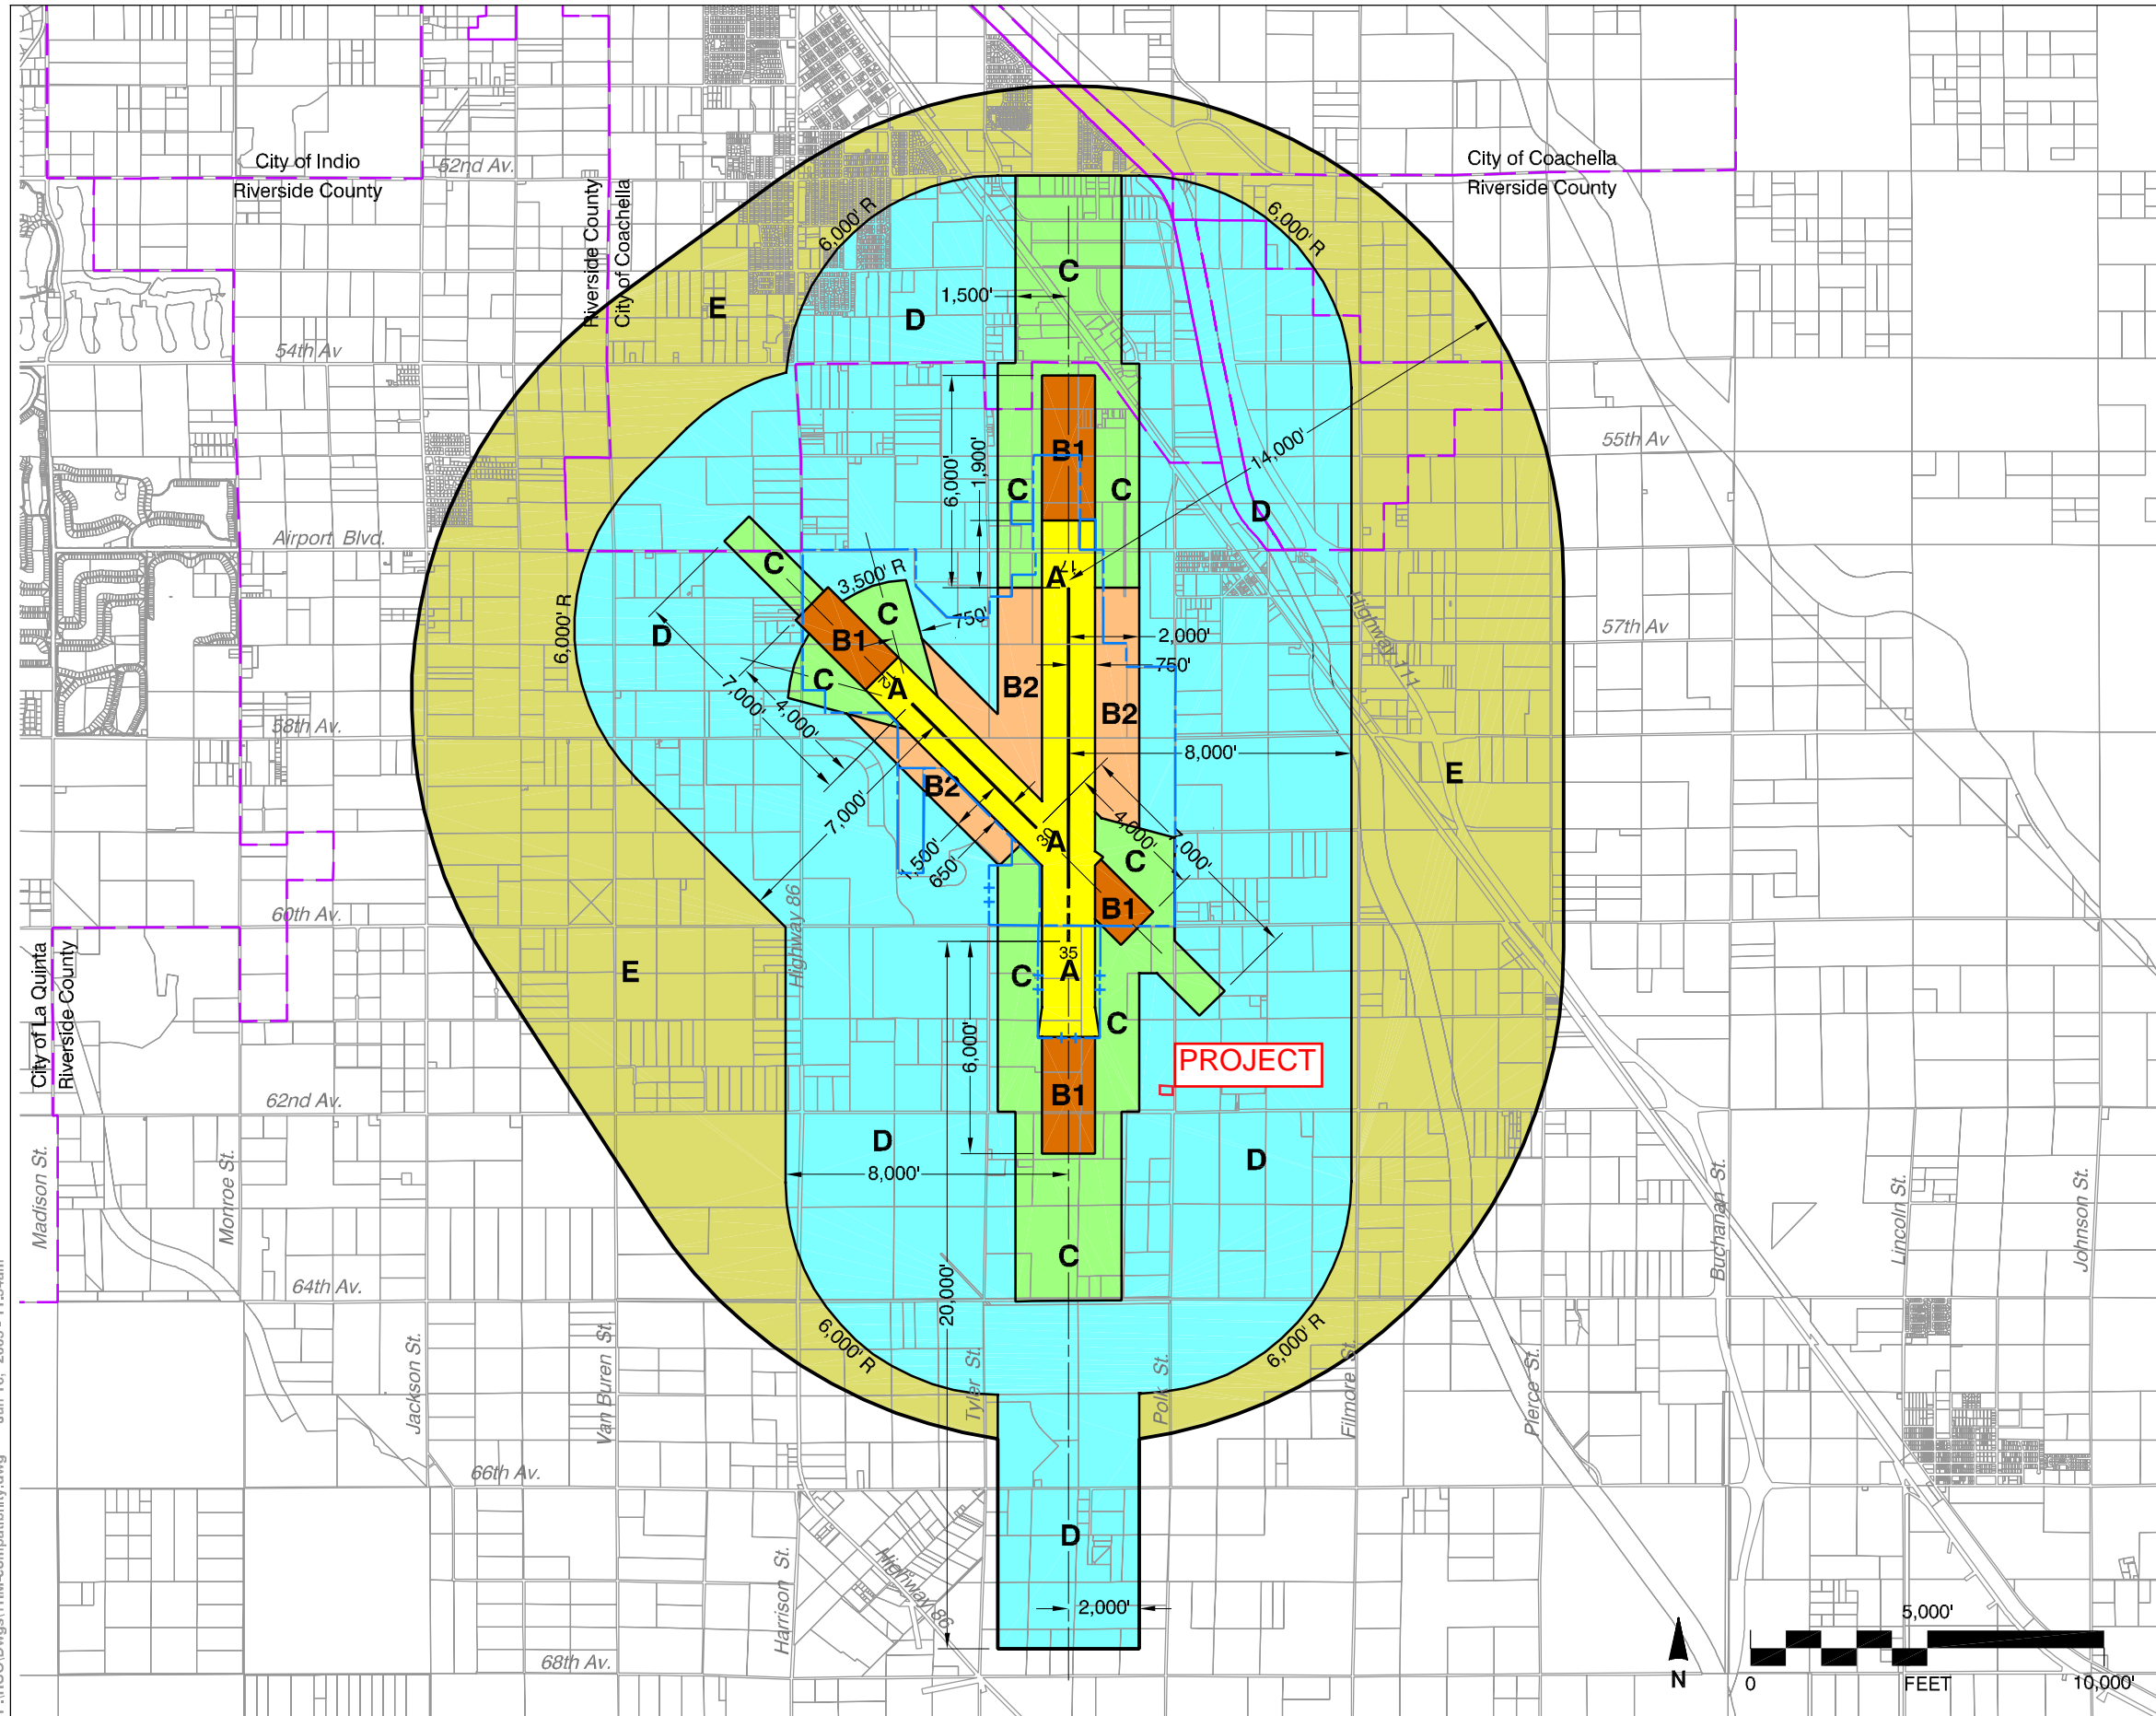 City of Indio
Riverside County
52nd Av.
Riverside County
City of Coachella
City of Coachella
Riverside County
6,000' R
6,000' R
C
1,500'
E
D
54th Av
14,000'
55th Av
B1
6,000'
1,900'
C
C
D
Airport Blvd.
C
3,500' R
A
17
C
750'
Highway 111
57th Av
6,000' R
D
B1
2,000'
750'
C
12
A
B2
B2
7,000'
4,000'
58th Av.
8,000'
E
B2
7,000'
30
A
4,000'
7,000'
C
1,500'
650'
60th Av.
Highway 86
B1
35
E
C
A
City of La Quinta
Riverside County
C
6,000'
PROJECT
B1
62nd Av.
D
D
8,000'
Madison St.
Monroe St.
Buchanan St.
Lincoln St.
Johnson St.
C
64th Av.
20,000'
6,000' R
6,000' R
Jackson St.
Van Buren St.
Tyler St.
Polk St.
Filmore St.
Pierce St.
66th Av.
D
Harrison St.
Highway 86
2,000'
68th Av.
5,000'
N
0
FEET
10,000'